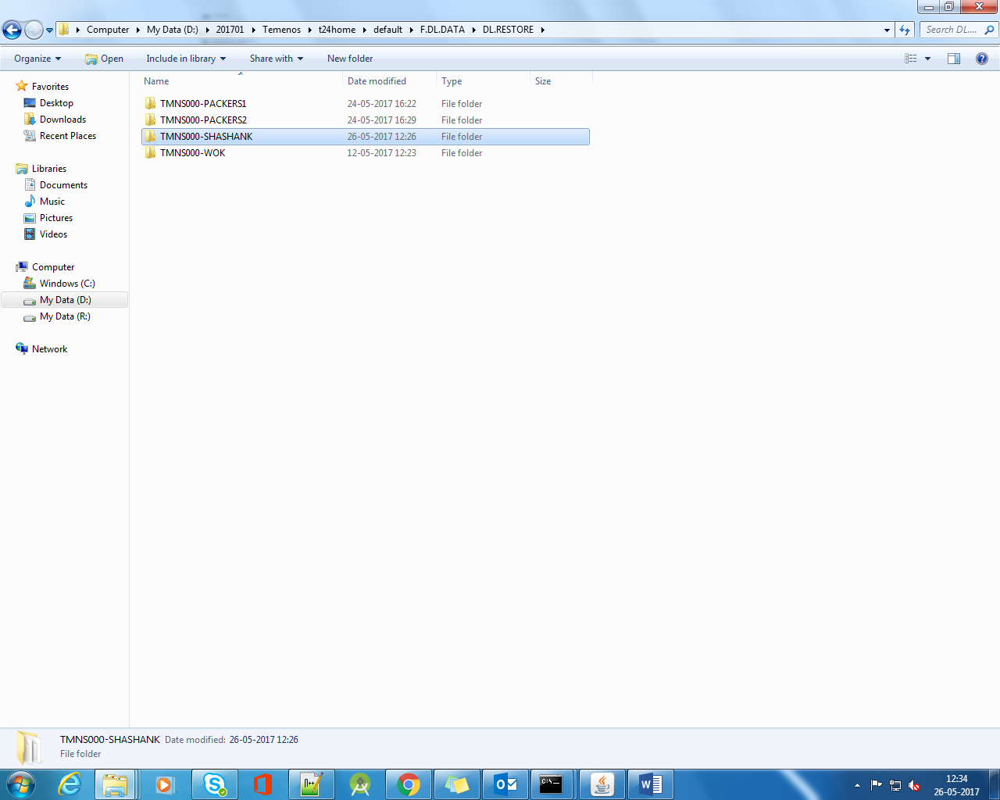 Computer My Data (D:) 201701 Temenos t24home default F.DL.DATA DL.RESTORE Search DL....
Organize Open Include in library Share with New folder
Name Date modified Type Size
Favorites
Desktop
Downloads
Recent Places
Libraries
Documents
Music
Pictures
Videos
Computer
Windows (C:)
My Data (D:)
My Data (R:)
Network
TMNS000-PACKERS1 24-05-2017 16:22 File folder
TMNS000-PACKERS2 24-05-2017 16:29 File folder
TMNS000-SHASHANK 26-05-2017 12:26 File folder
TMNS000-WOK 12-05-2017 12:23 File folder
TMNS000-SHASHANK Date modified: 26-05-2017 12:26
File folder
12:34
26-05-2017